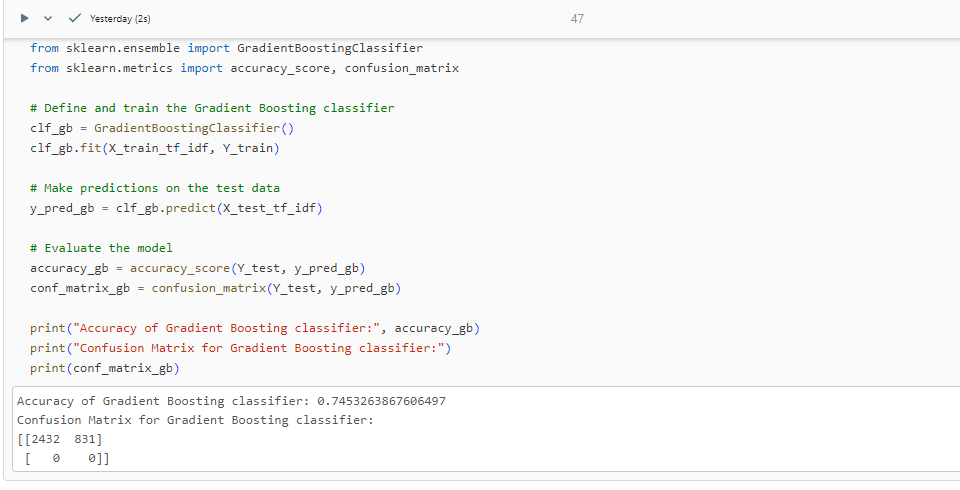 Yesterday (2s)
47
from sklearn.ensemble import GradientBoostingClassifier
from sklearn.metrics import accuracy_score, confusion_matrix
# Define and train the Gradient Boosting classifier
clf_gb = GradientBoostingClassifier()
clf_gb.fit(X_train_tf_idf, Y_train)
# Make predictions on the test data
y_pred_gb = clf_gb.predict(X_test_tf_idf)
# Evaluate the model
accuracy_gb = accuracy_score(Y_test, y_pred_gb)
conf_matrix_gb = confusion_matrix(Y_test, y_pred_gb)
print("Accuracy of Gradient Boosting classifier:", accuracy_gb)
print("Confusion Matrix for Gradient Boosting classifier:")
print(conf_matrix_gb)
Accuracy of Gradient Boosting classifier: 0.7453263867606497
Confusion Matrix for Gradient Boosting classifier:
[[2432  831]
 [   0    0]]